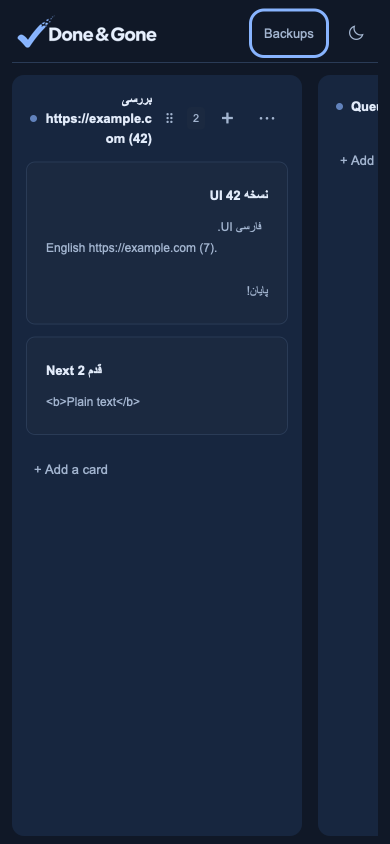 Done & Gone
Backups
بررسی
https://example.c
om (42)
2
نسخه 42 UI
فارسی UI.
English https://example.com (7).
پایان!
قدم 2 Next
<b>Plain text</b>
+ Add a card
+ Add